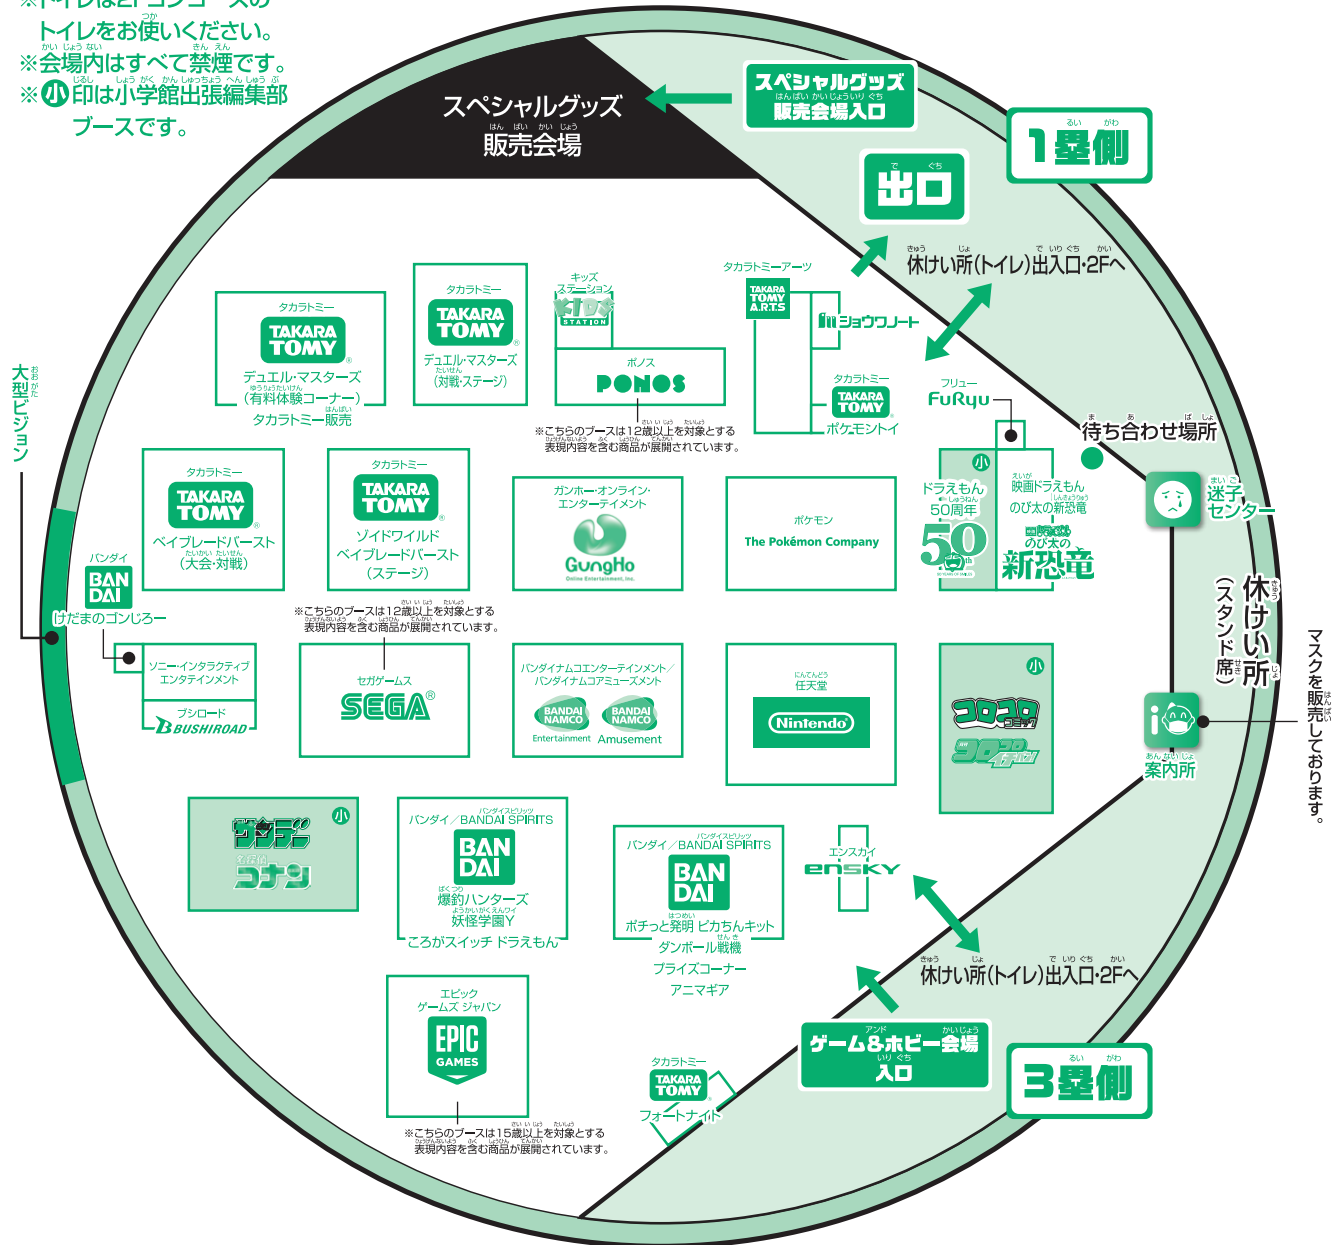 ※トイレは2Fコンコースの
トイレをお使いください。
※会場内はすべて禁煙です。
※小印は小学館出張編集部
ブースです。
スペシャルグッズ
販売会場
スペシャルグッズ
販売会場入口
1塁側
出口
休けい所(トイレ)出入口・2Fへ
大型ビジョン
タカラトミー
TAKARA
TOMY
デュエル・マスターズ
(有料体験コーナー)
タカラトミー販売
タカラトミー
TAKARA
TOMY
デュエル・マスターズ
(対戦・ステージ)
キッズ
ステーション
KIDS
STATION
ポノス
PONOS
※こちらのブースは12歳以上を対象とする
表現内容を含む商品が展開されています。
タカラトミーアーツ
TAKARA
TOMY
A.R.T.S
ショウワノート
タカラトミー
TAKARA
TOMY
ポケモントイ
フリュー
FuRyu
待ち合わせ場所
迷子
センター
タカラトミー
TAKARA
TOMY
ベイブレードバースト
(大会・対戦)
タカラトミー
TAKARA
TOMY
ゾイドワイルド
ベイブレードバースト
(ステージ)
ガンホー・オンライン・
エンターテイメント
GungHo
Online Entertainment, Inc.
ポケモン
The Pokémon Company
小
ドラえもん
50周年
50th
映画ドラえもん
のび太の新恐竜
のび太の
新恐竜
バンダイ
BAN
DAI
けだまのゴンじろー
ソニー・インタラクティブ
エンタテインメント
ブシロード
BUSHIROAD
※こちらのブースは12歳以上を対象とする
表現内容を含む商品が展開されています。
セガゲームス
SEGA
バンダイナムコエンターテインメント／
バンダイナムコアミューズメント
BANDAI
NAMCO
Entertainment
BANDAI
NAMCO
Amusement
任天堂
Nintendo
小
コロコロ
コミック
コロコロ
イチバン
休けい所
(スタンド席)
案内所
マスクを販売しております。
小
サンデー
名探偵
コナン
バンダイ／BANDAI SPIRITS
BAN
DAI
爆釣ハンターズ
妖怪学園Y
ころがスイッチ ドラえもん
バンダイ／BANDAI SPIRITS
BAN
DAI
ポチっと発明 ピカちんキット
ダンボール戦機
プライズコーナー
アニマギア
エンスカイ
ensky
休けい所(トイレ)出入口・2Fへ
エピック
ゲームズ ジャパン
EPIC
GAMES
※こちらのブースは15歳以上を対象とする
表現内容を含む商品が展開されています。
タカラトミー
TAKARA
TOMY
フォートナイト
ゲーム&ホビー会場
入口
3塁側